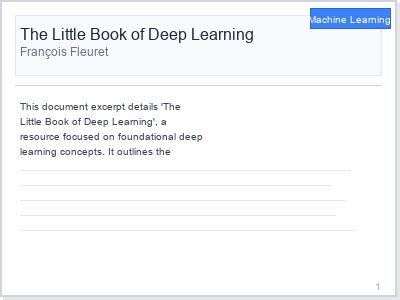 Machine Learning
The Little Book of Deep Learning
François Fleuret
This document excerpt details 'The
Little Book of Deep Learning', a
resource focused on foundational deep
learning concepts. It outlines the
1